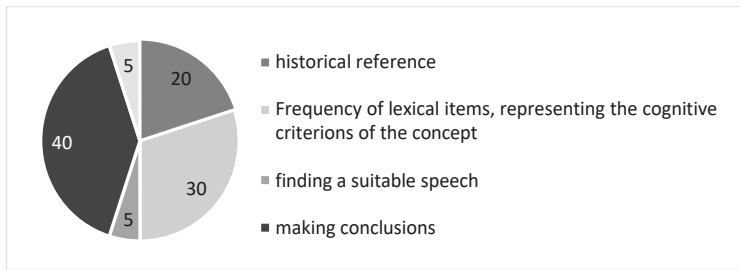 5
20
40
30
5
historical reference
Frequency of lexical items, representing the cognitive
criterions of the concept
finding a suitable speech
making conclusions